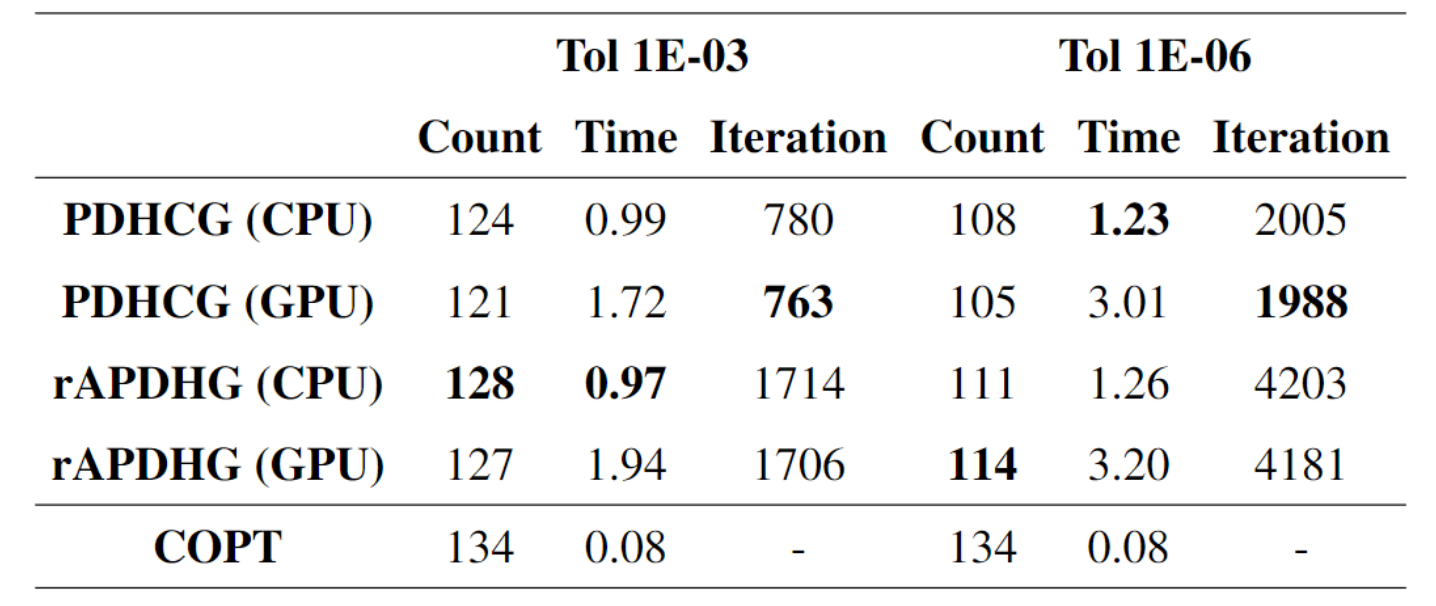 Tol 1E-03 Tol 1E-06
Count Time Iteration Count Time Iteration
PDHCG (CPU) 124 0.99 780 108 1.23 2005
PDHCG (GPU) 121 1.72 763 105 3.01 1988
rAPDHG (CPU) 128 0.97 1714 111 1.26 4203
rAPDHG (GPU) 127 1.94 1706 114 3.20 4181
COPT 134 0.08 - 134 0.08 -